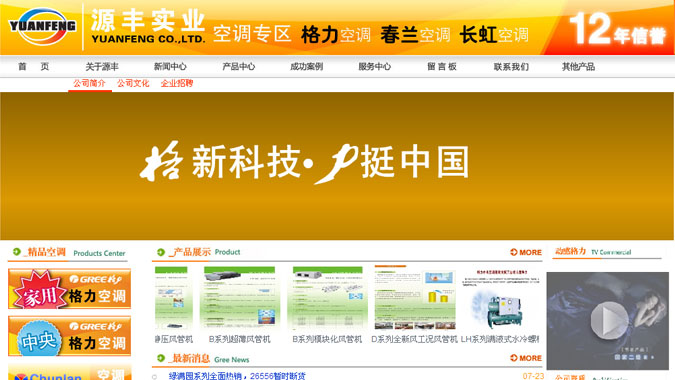 YUANFENG
源丰实业
YUANFENG CO.,LTD.
空调专区 格力空调 春兰空调 长虹空调
12年信誉
首 页 关于源丰 新闻中心 产品中心 成功案例 服务中心 留言板 联系我们 其他产品
公司简介 公司文化 企业招聘
格新科技·P挺中国
精品空调 Products Center
_产品展示 Product MORE
动感格力 TV Commercial
GREE
家用 格力空调
GREE
中央 格力空调
静压风管机 B系列超薄风管机 B系列模块化风管机 D系列全新风工况风管机 LH系列满液式水冷螺
_最新消息 Gree News MORE
绿满园系列全面热销，26556暂时断货 07-23
Chunlan 空调